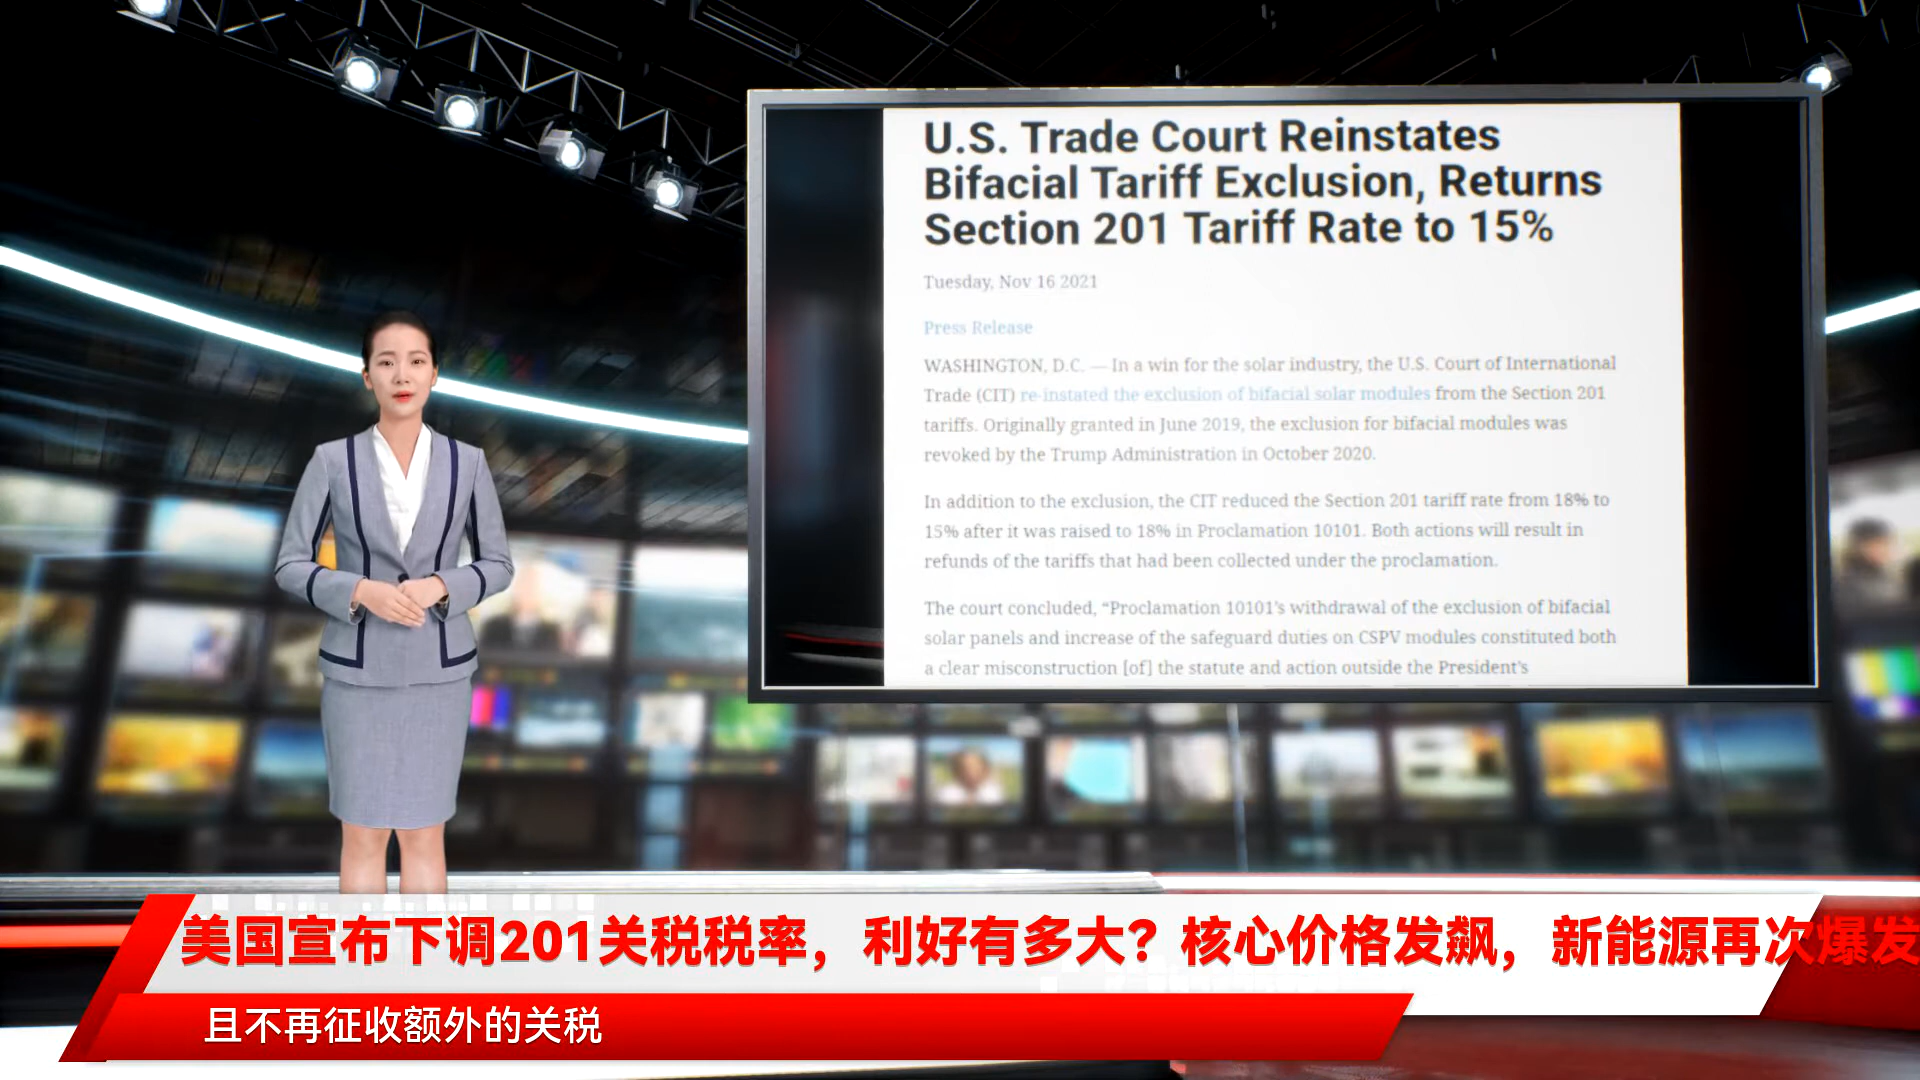 U.S. Trade Court Reinstates
Bifacial Tariff Exclusion, Returns
Section 201 Tariff Rate to 15%
Tuesday, Nov 16 2021
Press Release
WASHINGTON, D.C. — In a win for the solar industry, the U.S. Court of International
Trade (CIT) re-instated the exclusion of bifacial solar modules from the Section 201
tariffs. Originally granted in June 2019, the exclusion for bifacial modules was
revoked by the Trump Administration in October 2020.
In addition to the exclusion, the CIT reduced the Section 201 tariff rate from 18% to
15% after it was raised to 18% in Proclamation 10101. Both actions will result in
refunds of the tariffs that had been collected under the proclamation.
The court concluded, “Proclamation 10101’s withdrawal of the exclusion of bifacial
solar panels and increase of the safeguard duties on CSPV modules constituted both
a clear misconstruction [of] the statute and action outside the President’s
美国宣布下调201关税税率，利好有多大？核心价格发飙，新能源再次爆发
且不再征收额外的关税